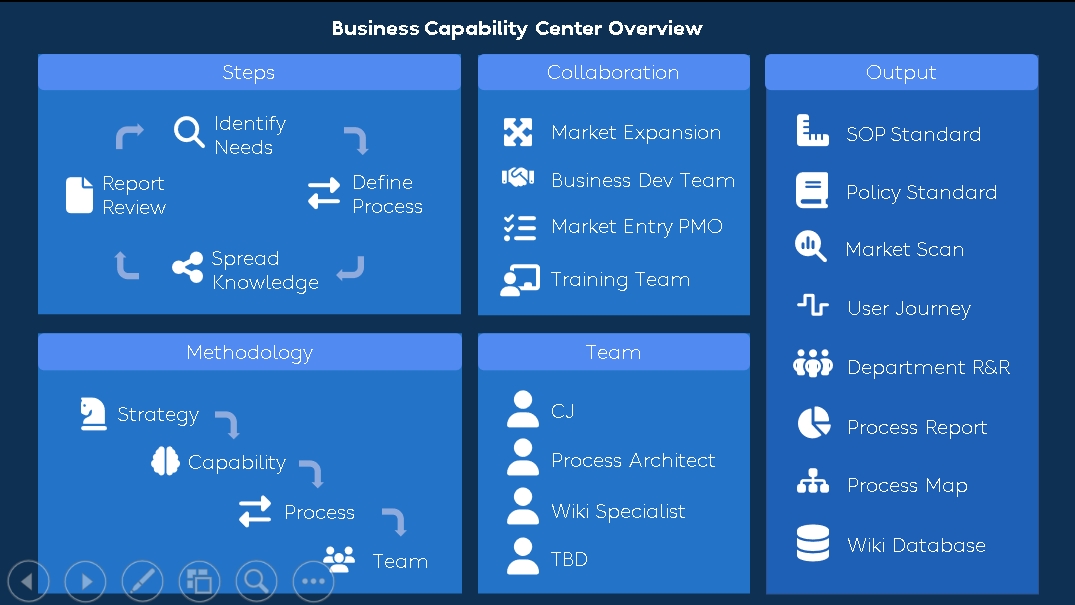 Business Capability Center Overview
Steps
Identify
Needs
Define
Process
Spread
Knowledge
Report
Review
Collaboration
Market Expansion
Business Dev Team
Market Entry PMO
Training Team
Output
SOP Standard
Policy Standard
Market Scan
User Journey
Department R&R
Process Report
Process Map
Wiki Database
Methodology
Strategy
Capability
Process
Team
Team
CJ
Process Architect
Wiki Specialist
TBD